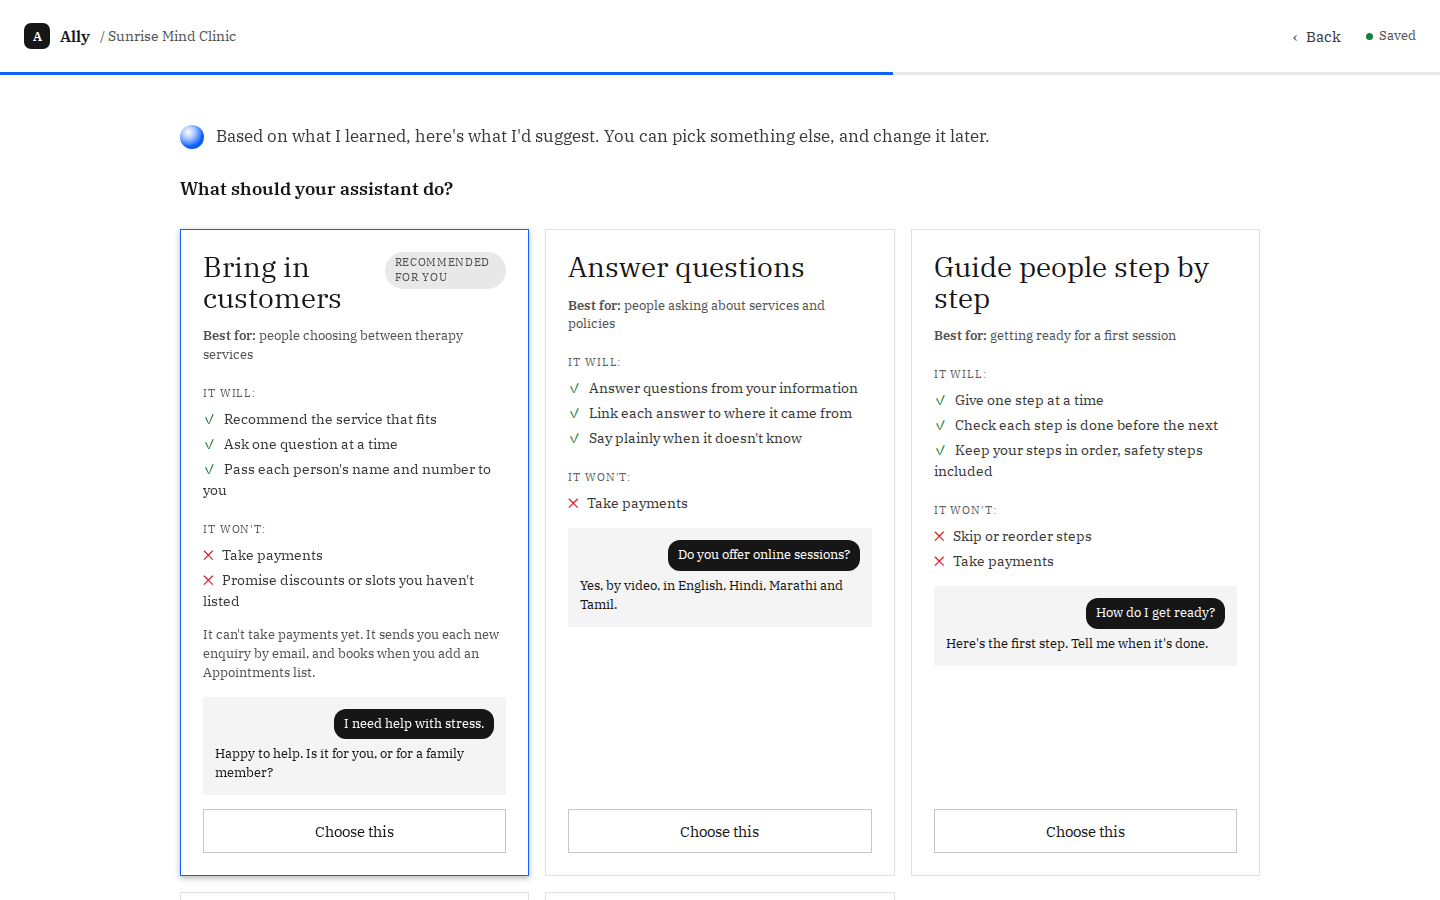 A Ally / Sunrise Mind Clinic
‹ Back
Saved
Based on what I learned, here's what I'd suggest. You can pick something else, and change it later.
What should your assistant do?
Bring in
customers
RECOMMENDED
FOR YOU
Best for: people choosing between therapy
services
IT WILL:
✓ Recommend the service that fits
✓ Ask one question at a time
✓ Pass each person's name and number to
you
IT WON'T:
✕ Take payments
✕ Promise discounts or slots you haven't
listed
It can't take payments yet. It sends you each new
enquiry by email, and books when you add an
Appointments list.
I need help with stress.
Happy to help. Is it for you, or for a family
member?
Choose this
Answer questions
Best for: people asking about services and
policies
IT WILL:
✓ Answer questions from your information
✓ Link each answer to where it came from
✓ Say plainly when it doesn't know
IT WON'T:
✕ Take payments
Do you offer online sessions?
Yes, by video, in English, Hindi, Marathi and
Tamil.
Choose this
Guide people step by
step
Best for: getting ready for a first session
IT WILL:
✓ Give one step at a time
✓ Check each step is done before the next
✓ Keep your steps in order, safety steps
included
IT WON'T:
✕ Skip or reorder steps
✕ Take payments
How do I get ready?
Here's the first step. Tell me when it's done.
Choose this